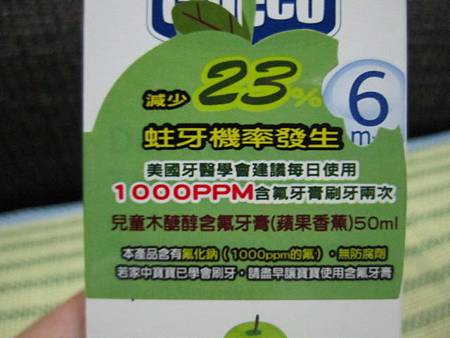 減少 23%
6
m+
蛀牙機率發生
美國牙醫學會建議每日使用
1000PPM含氟牙膏刷牙兩次
兒童木醣醇含氟牙膏(蘋果香蕉)50ml
本產品含有氟化鈉(1000ppm的氟)，無防腐劑
若家中寶寶已學會刷牙，請盡早讓寶寶使用含氟牙膏